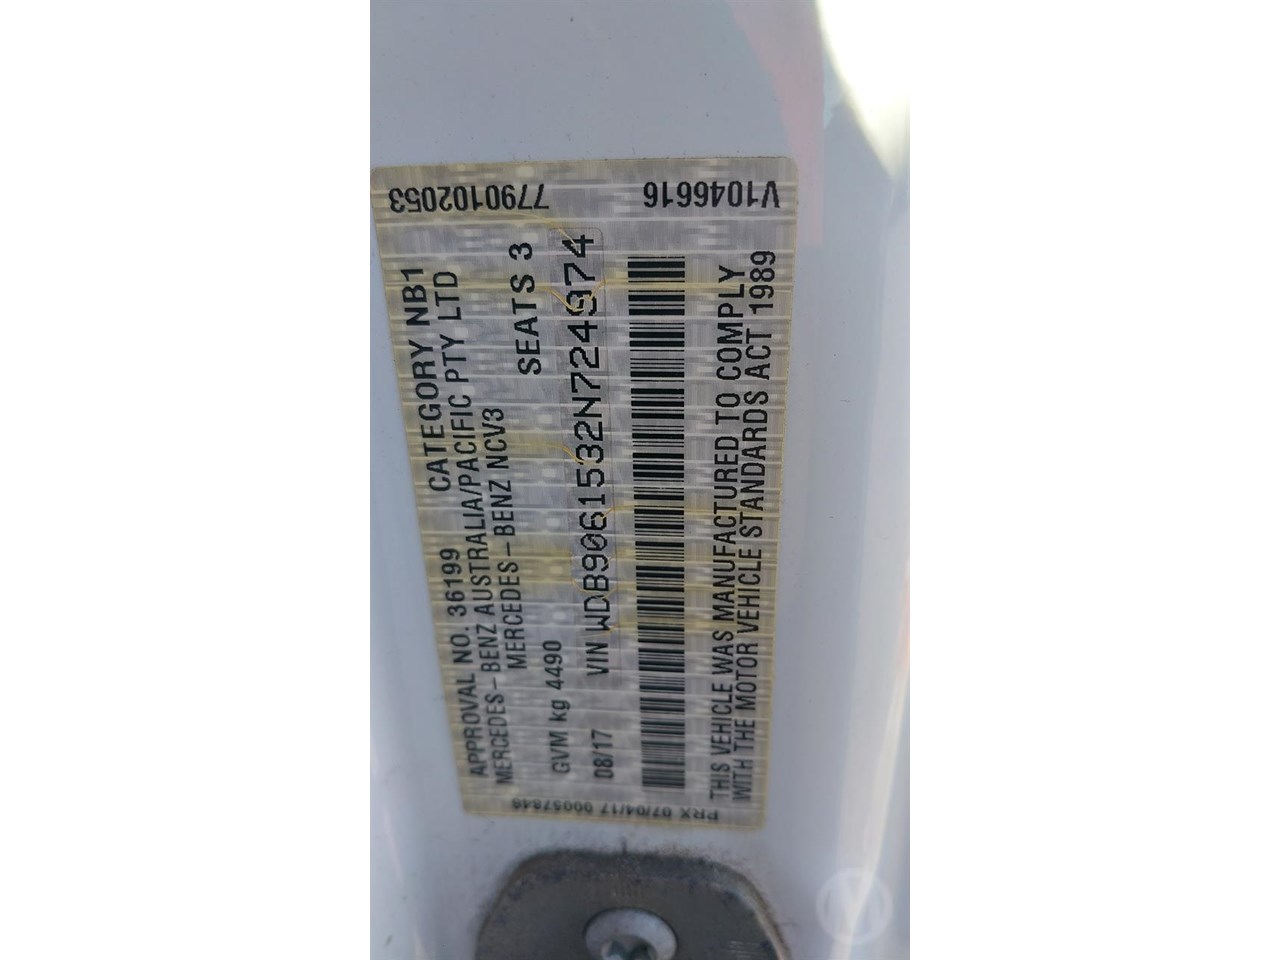 7790102053
V1046616
APPROVAL NO. 36199 CATEGORY NB1
MERCEDES-BENZ AUSTRALIA/PACIFIC PTY LTD
MERCEDES-BENZ NCV3
GVM kg 4490 SEATS 3
08/17 VIN WDB9061532N724974
THIS VEHICLE WAS MANUFACTURED TO COMPLY
WITH THE MOTOR VEHICLE STANDARDS ACT 1989
PRX 07/04/17 00057846